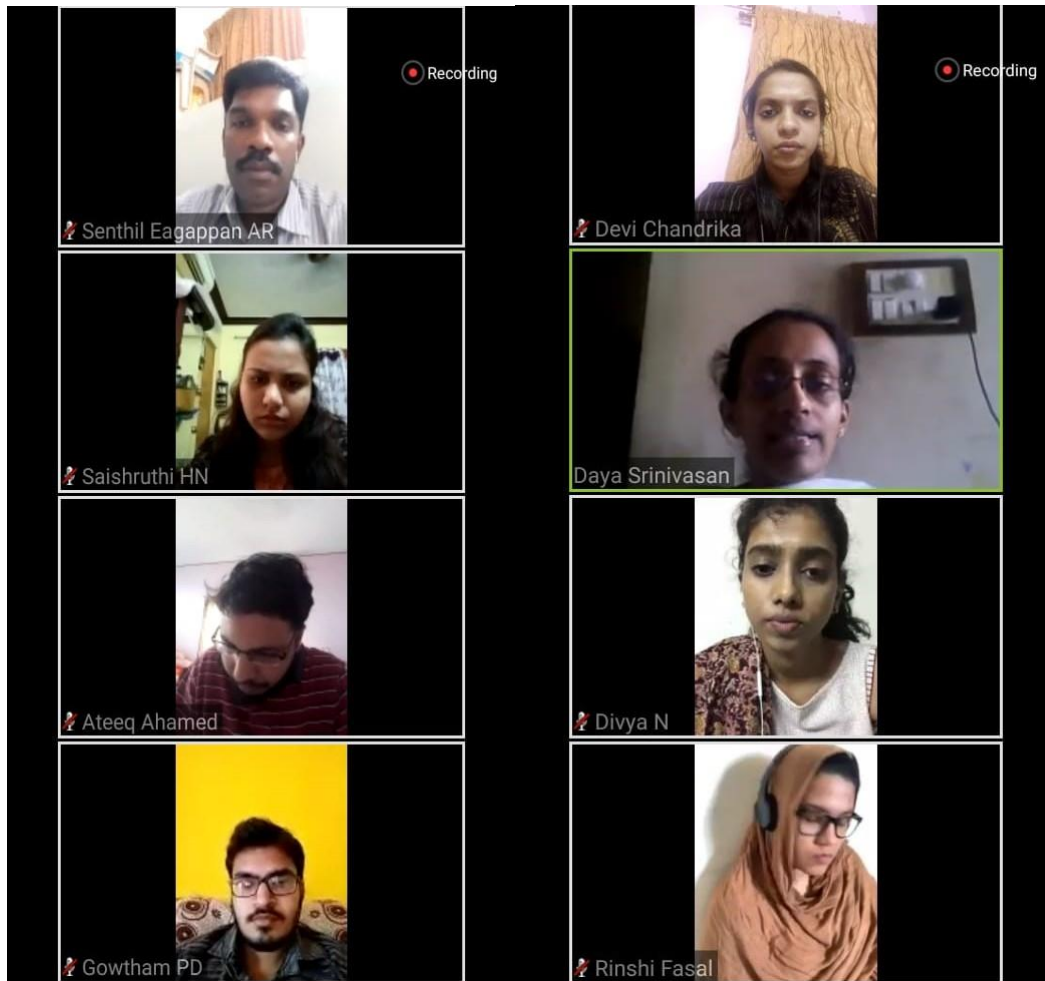 Recording
Senthil Eagappan AR
Recording
Devi Chandrika
Saishruthi HN
Daya Srinivasan
Ateeq Ahamed
Divya N
Gowtham PD
Rinshi Fasal